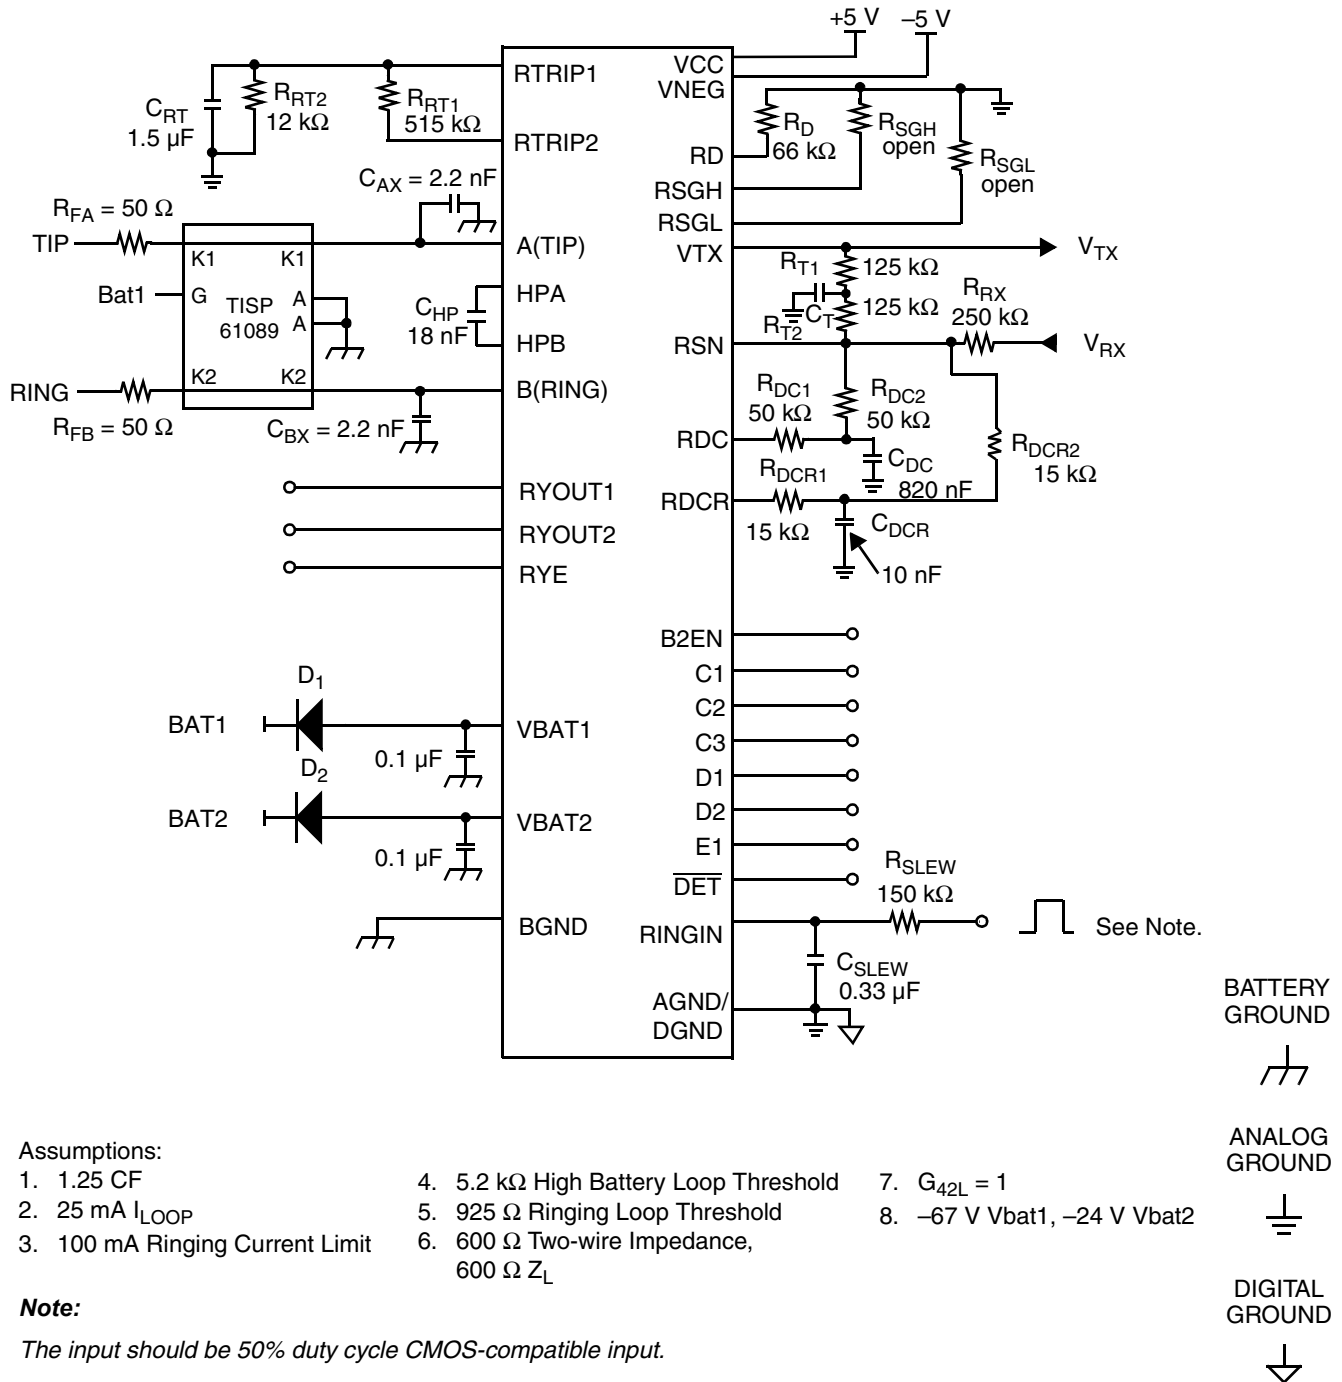 +5 V
–5 V
RTRIP1
VCC
VNEG
C_RT
1.5 µF
R_RT2
12 kΩ
R_RT1
515 kΩ
RTRIP2
R_D
66 kΩ
R_SGH
open
R_SGL
open
RD
RSGH
RSGL
C_AX = 2.2 nF
R_FA = 50 Ω
TIP
K1
K1
A(TIP)
VTX
V_TX
R_T1
125 kΩ
Bat1
G
TISP
61089
A
A
C_HP
18 nF
HPA
HPB
C_T
125 kΩ
R_T2
R_RX
250 kΩ
RSN
V_RX
RING
K2
K2
B(RING)
R_FB = 50 Ω
C_BX = 2.2 nF
R_DC1
50 kΩ
R_DC2
50 kΩ
RDC
C_DC
820 nF
R_DCR2
15 kΩ
R_DCR1
RDCR
15 kΩ
C_DCR
10 nF
RYOUT1
RYOUT2
RYE
B2EN
C1
C2
C3
D1
D2
E1
DET
D1
BAT1
VBAT1
0.1 µF
D2
BAT2
VBAT2
0.1 µF
R_SLEW
150 kΩ
BGND
RINGIN
See Note.
C_SLEW
0.33 µF
AGND/
DGND
BATTERY
GROUND
ANALOG
GROUND
DIGITAL
GROUND
Assumptions:
1. 1.25 CF
2. 25 mA I_LOOP
3. 100 mA Ringing Current Limit
4. 5.2 kΩ High Battery Loop Threshold
5. 925 Ω Ringing Loop Threshold
6. 600 Ω Two-wire Impedance,
600 Ω Z_L
7. G_42L = 1
8. –67 V Vbat1, –24 V Vbat2
Note:
The input should be 50% duty cycle CMOS-compatible input.